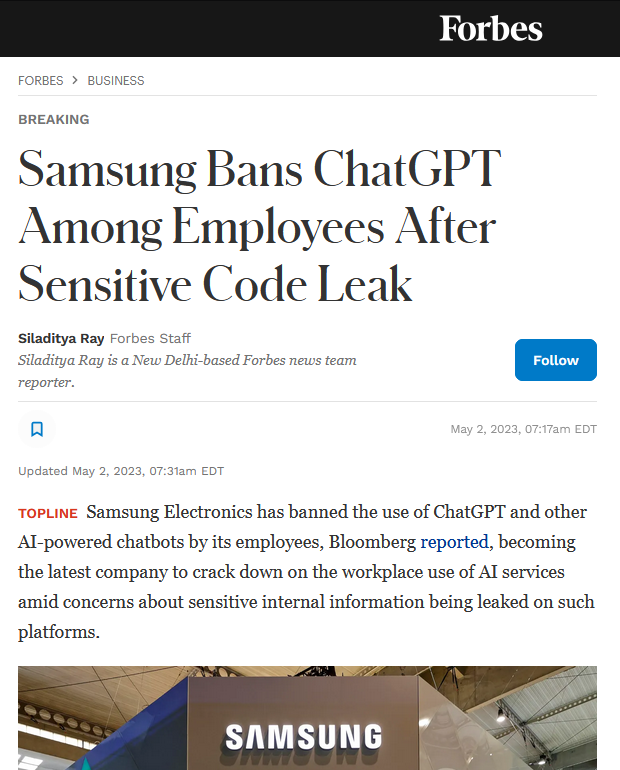 Forbes
FORBES > BUSINESS
BREAKING
Samsung Bans ChatGPT
Among Employees After
Sensitive Code Leak
Siladitya Ray Forbes Staff
Siladitya Ray is a New Delhi-based Forbes news team
reporter.
Follow
May 2, 2023, 07:17am EDT
Updated May 2, 2023, 07:31am EDT
TOPLINE Samsung Electronics has banned the use of ChatGPT and other
AI-powered chatbots by its employees, Bloomberg reported, becoming
the latest company to crack down on the workplace use of AI services
amid concerns about sensitive internal information being leaked on such
platforms.
SAMSUNG